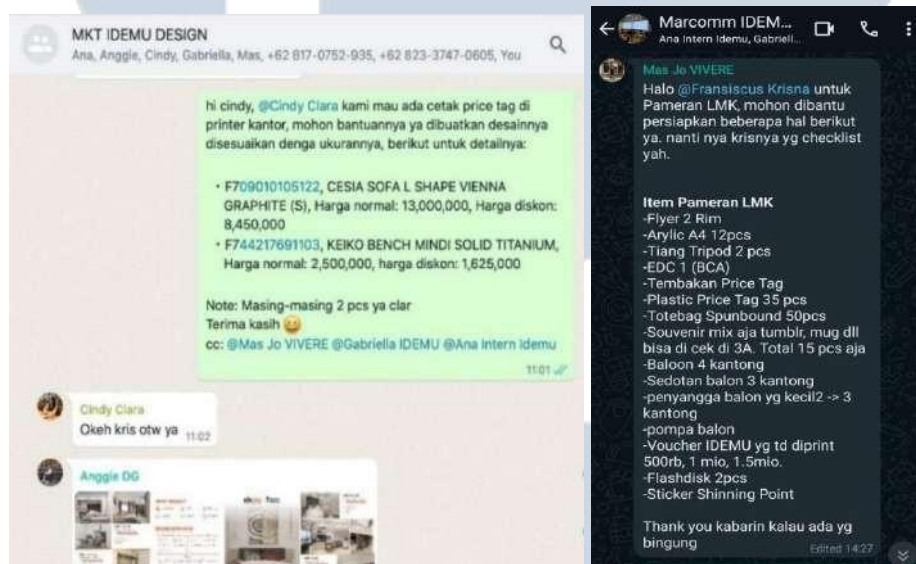 MKT IDEMU DESIGN
Ana, Anggie, Cindy, Gabriella, Mas, +62 817-0752-935, +62 823-3747-0605, You
hi cindy, @Cindy Clara kami mau ada cetak price tag di
printer kantor, mohon bantuannya ya dibuatkan desainnya
disesuaikan denga ukurannya, berikut untuk detailnya:
• F709010105122, CESIA SOFA L SHAPE VIENNA
GRAPHITE (S), Harga normal: 13,000,000, Harga diskon:
8,450,000
• F744217691103, KEIKO BENCH MINDI SOLID TITANIUM,
Harga normal: 2,500,000, harga diskon: 1,625,000
Note: Masing-masing 2 pcs ya clar
Terima kasih 😀
cc: @Mas Jo VIVERE @Gabriella IDEMU @Ana Intern Idemu
11:01
Cindy Clara
Okeh kris otw ya 11:02
Anggie DG
Marcomm IDEM...
Ana Intern Idemu, Gabriell...
Mas Jo VIVERE
Halo @Fransiscus Krisna untuk
Pameran LMK, mohon dibantu
persiapkan beberapa hal berikut
ya. nanti nya krisnya yg checklist
yah.
Item Pameran LMK
-Flyer 2 Rim
-Arylic A4 12pcs
-Tiang Tripod 2 pcs
-EDC 1 (BCA)
-Tembakan Price Tag
-Plastic Price Tag 35 pcs
-Totebag Spunbound 50pcs
-Souvenir mix aja tumblr, mug dll
bisa di cek di 3A. Total 15 pcs aja
-Baloon 4 kantong
-Sedotan balon 3 kantong
-penyangga balon yg kecil2 -> 3
kantong
-pompa balon
-Voucher IDEMU yg td diprint
500rb, 1 mio, 1.5mio.
-Flashdisk 2pcs
-Sticker Shinning Point
Thank you kabarin kalau ada yg
bingung
Edited 14:27